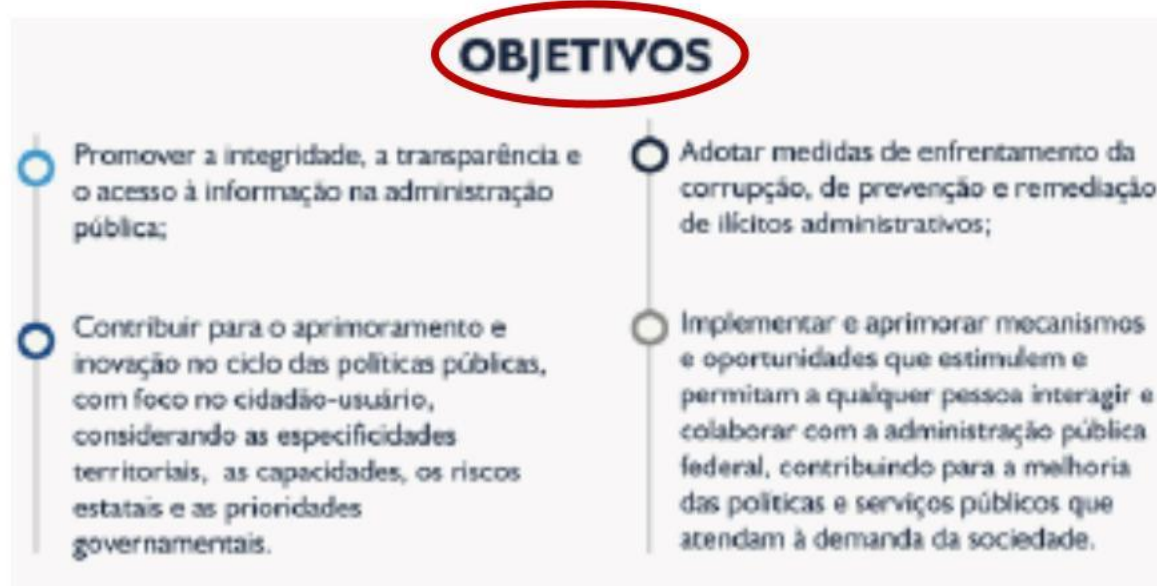 OBJETIVOS
Promover a integridade, a transparência e
o acesso à informação na administração
pública;
Contribuir para o aprimoramento e
inovação no ciclo das políticas públicas,
com foco no cidadão-usuário,
considerando as especificidades
territoriais, as capacidades, os riscos
estatais e as prioridades
governamentais.
Adotar medidas de enfrentamento da
corrupção, de prevenção e remediação
de ilícitos administrativos;
Implementar e aprimorar mecanismos
e oportunidades que estimulem e
permitam a qualquer pessoa interagir e
colaborar com a administração pública
federal, contribuindo para a melhoria
das políticas e serviços públicos que
atendam à demanda da sociedade.